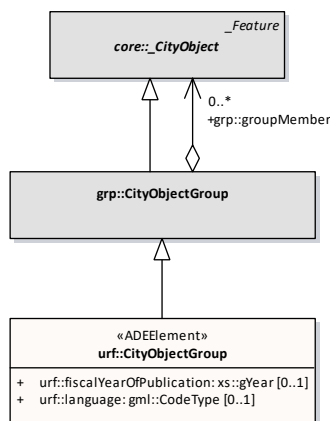 _Feature
core::_CityObject
0..*
+grp::groupMember
grp::CityObjectGroup
«ADEElement»
urf::CityObjectGroup
+ urf::fiscalYearOfPublication: xs::gYear [0..1]
+ urf::language: gml::CodeType [0..1]